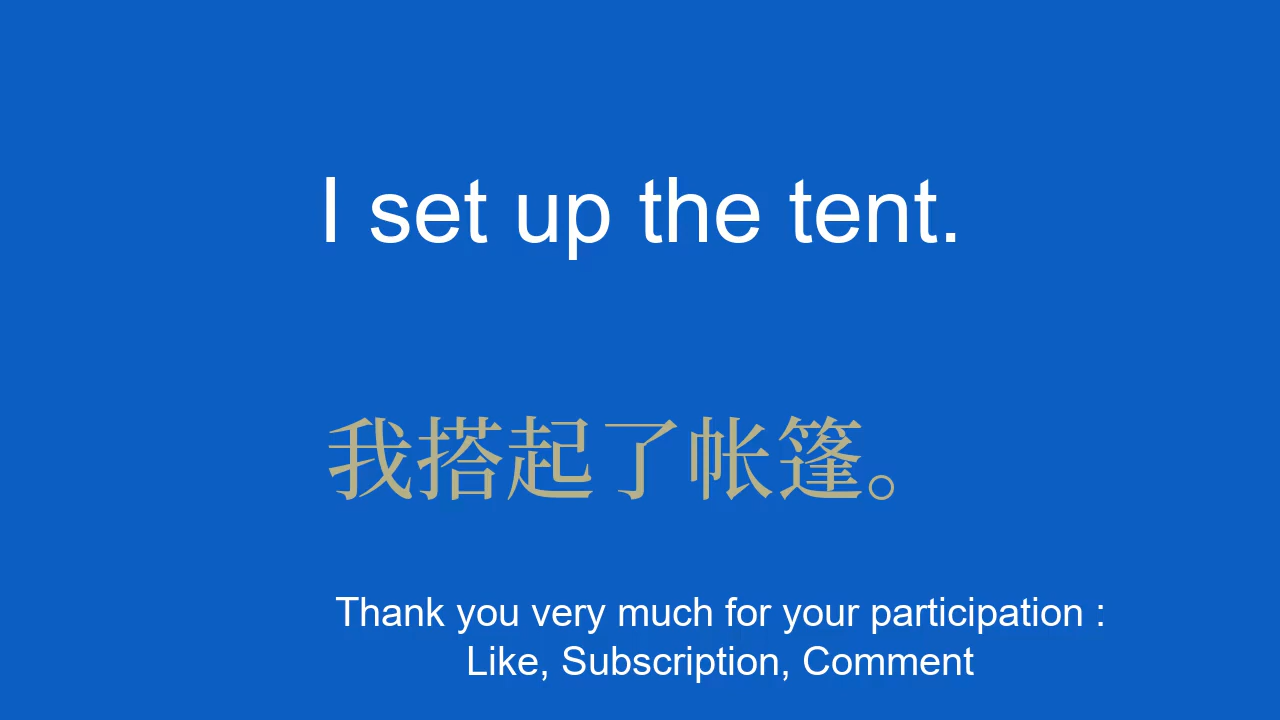 I set up the tent.
我搭起了帐篷。
Thank you very much for your participation :
Like, Subscription, Comment